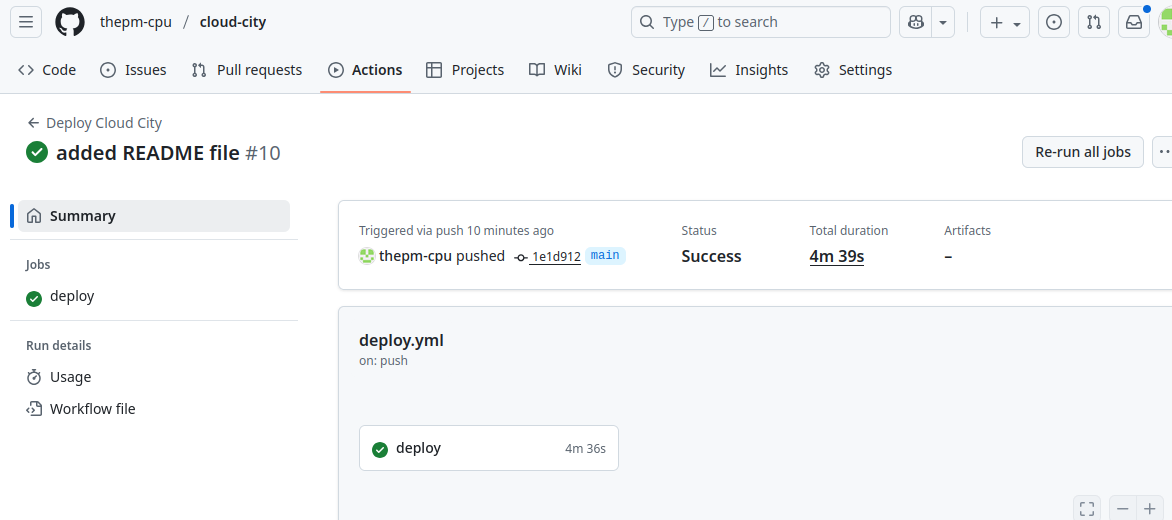 thepm-cpu / cloud-city
Type / to search
Code Issues Pull requests Actions Projects Wiki Security Insights Settings
Deploy Cloud City
added README file #10
Re-run all jobs
Summary
Jobs
deploy
Run details
Usage
Workflow file
Triggered via push 10 minutes ago
thepm-cpu pushed 1e1d912 main
Status
Success
Total duration
4m 39s
Artifacts
–
deploy.yml
on: push
deploy 4m 36s